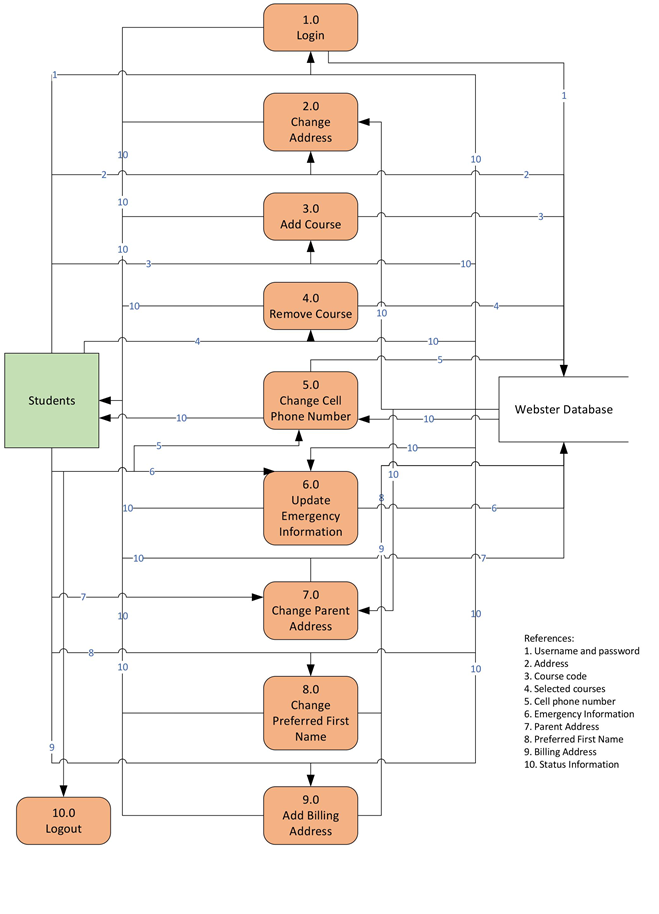 1.0
Login
1
1
2.0
Change
Address
10
10
2
2
10
3.0
Add Course
3
10
3
10
10
4.0
Remove Course
4
10
4
10
5
5.0
Change Cell
Phone Number
Students
Webster Database
10
10
5
10
6
10
6.0
Update
Emergency
Information
8
10
6
9
10
7
7.0
Change Parent
Address
7
10
10
References:
1. Username and password
2. Address
3. Course code
4. Selected courses
5. Cell phone number
6. Emergency Information
7. Parent Address
8. Preferred First Name
9. Billing Address
10. Status Information
8
10
10
8.0
Change
Preferred First
Name
9
9.0
Add Billing
Address
10.0
Logout